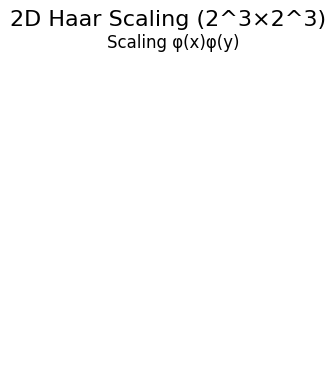 2D Haar Scaling (2^3×2^3)
Scaling φ(x)φ(y)